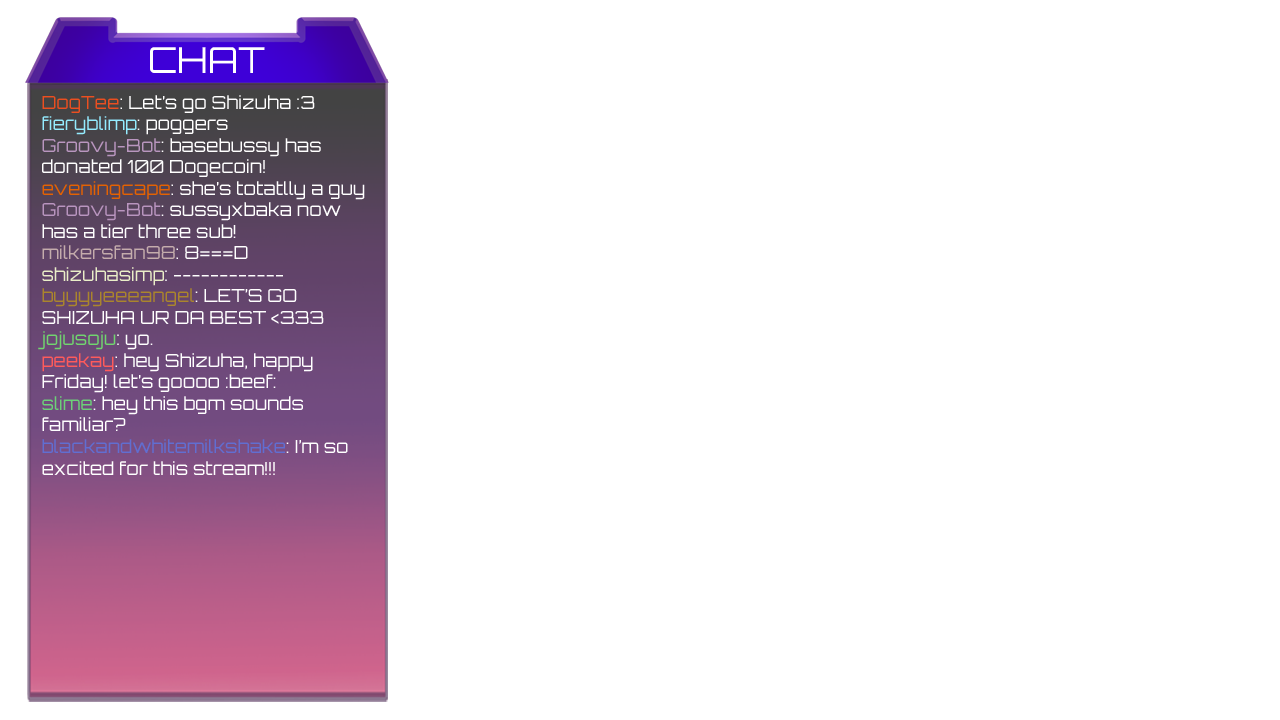 CHAT
DogTee: Let's go Shizuha :3
fieryblimp: poggers
Groovy-Bot: basebussy has
donated 100 Dogecoin!
eveningcape: she's totatlly a guy
Groovy-Bot: sussyxbaka now
has a tier three sub!
milkersfan98: 8===D
shizuhasimp: ------------
byyyyeeeangel: LET'S GO
SHIZUHA UR DA BEST <333
jojusoju: yo.
peekay: hey Shizuha, happy
Friday! let's goooo :beef:
slime: hey this bgm sounds
familiar?
blackandwhitemilkshake: I'm so
excited for this stream!!!